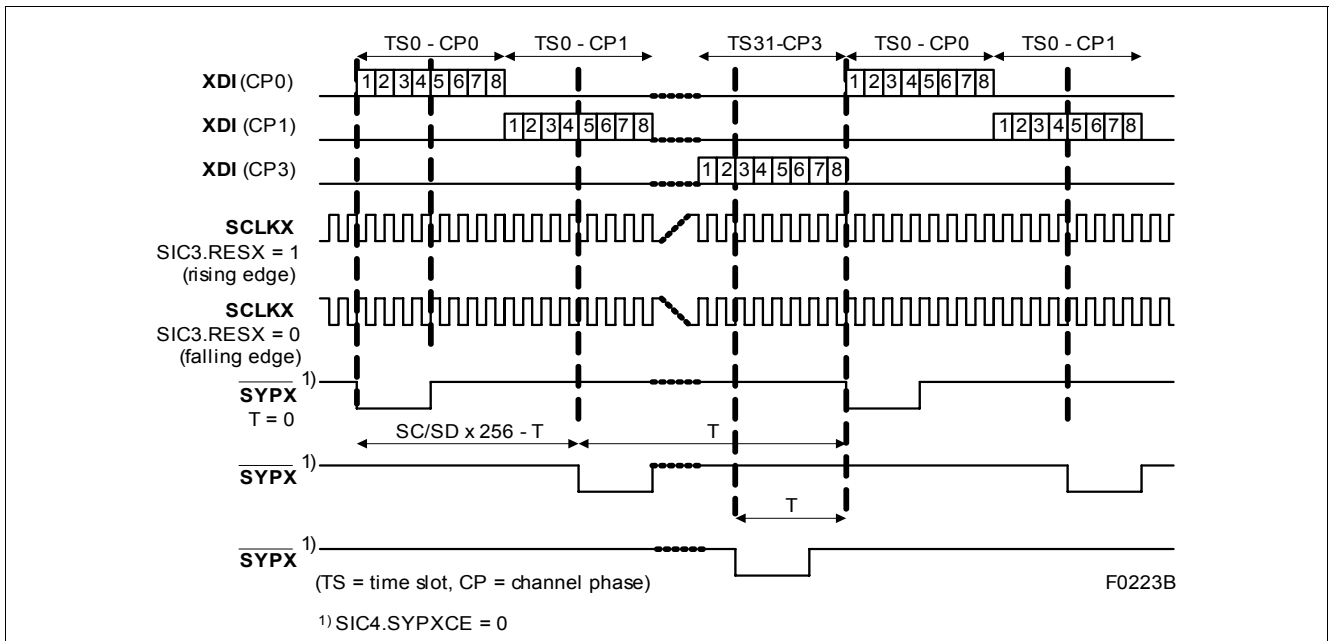 TS0 - CP0 TS0 - CP1 TS31-CP3 TS0 - CP0 TS0 - CP1
XDI (CP0) 1 2 3 4 5 6 7 8 1 2 3 4 5 6 7 8
XDI (CP1) 1 2 3 4 5 6 7 8 1 2 3 4 5 6 7 8
XDI (CP3) 1 2 3 4 5 6 7 8
SCLKX
SIC3.RESX = 1
(rising edge)
SCLKX
SIC3.RESX = 0
(falling edge)
SYPX 1)
T = 0
SC/SD x 256 - T T
SYPX 1)
T
SYPX 1)
(TS = time slot, CP = channel phase) F0223B
1) SIC4.SYPXCE = 0